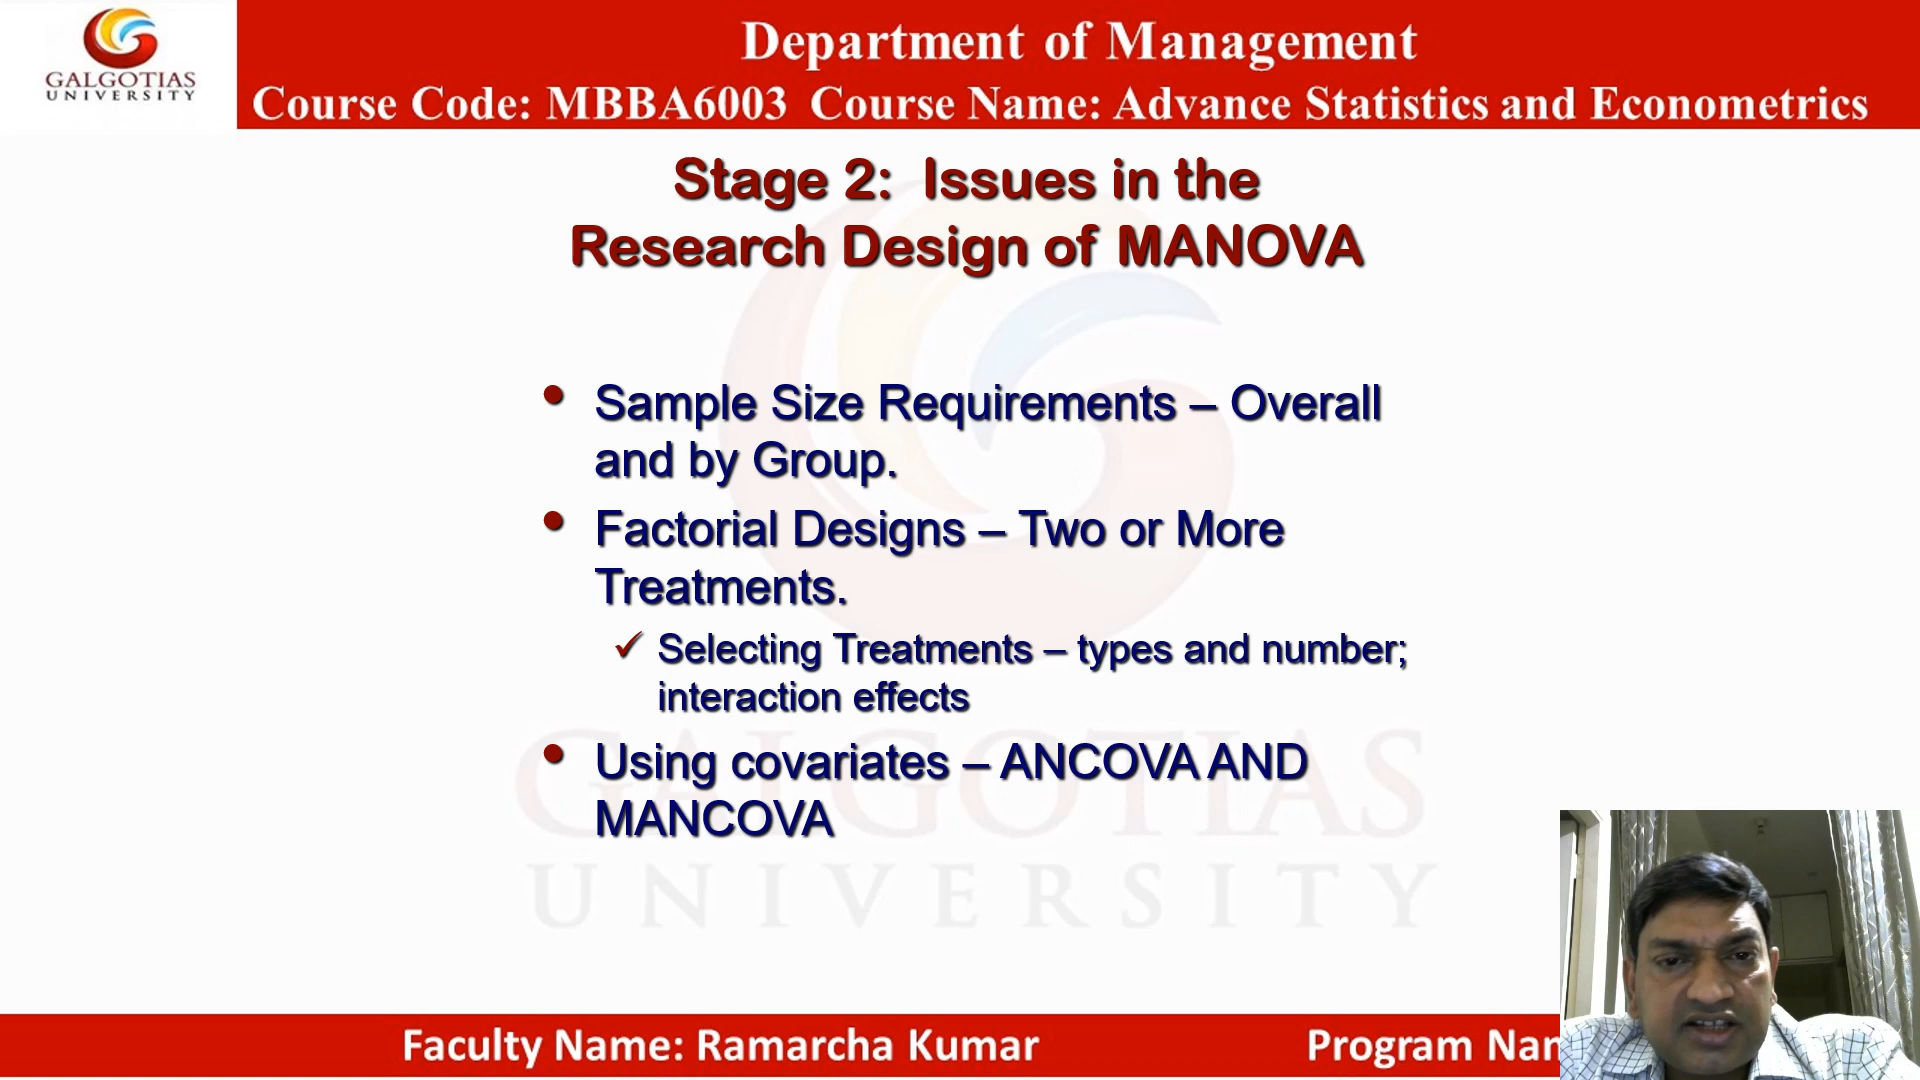 GALGOTIAS
UNIVERSITY
Department of Management
Course Code: MBBA6003 Course Name: Advance Statistics and Econometrics
Stage 2: Issues in the
Research Design of MANOVA
• Sample Size Requirements – Overall
and by Group.
• Factorial Designs – Two or More
Treatments.
✓ Selecting Treatments – types and number;
interaction effects
• Using covariates – ANCOVA AND
MANCOVA
GALGOTIAS
UNIVERSITY
Faculty Name: Ramarcha Kumar
Program